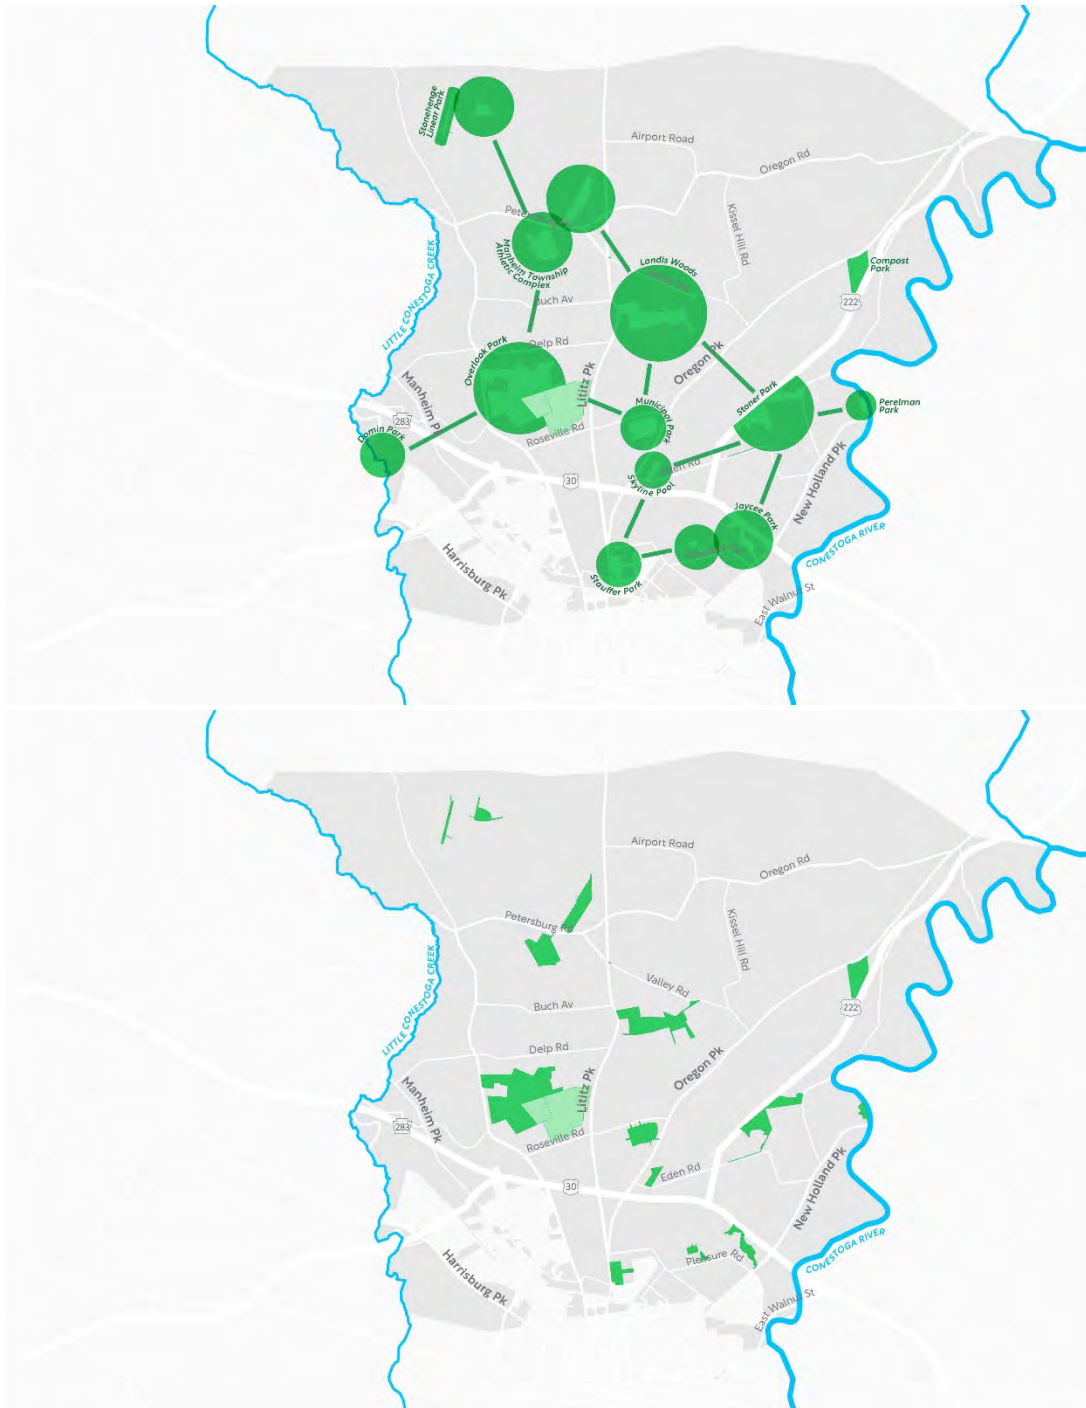 Stonehenge
Linear Park
Airport Road
Oregon Rd
Kissel Hill Rd
Manheim Township
Athletic Complex
Landis Woods
Compost
Park
222
LITTLE CONESTOGA CREEK
Buch Av
Delp Rd
Overlook Park
Lititz Pk
Oregon Pk
Municipal Park
Stoner Park
Perelman
Park
Manheim P
283
Domin Park
Roseville Rd
30
Skyline Pool
New Holland Pk
Jaycee Park
CONESTOGA RIVER
Harrisburg Pk
Stauffer Park
East Walnut St
Airport Road
Oregon Rd
Kissel Hill Rd
Petersburg Rd
Valley Rd
LITTLE CONESTOGA CREEK
Buch Av
222
Delp Rd
Lititz Pk
Oregon Pk
Manheim Pk
283
Roseville Rd
Eden Rd
30
New Holland Pk
CONESTOGA RIVER
Pleasure Rd
Harrisburg Pk
East Walnut St